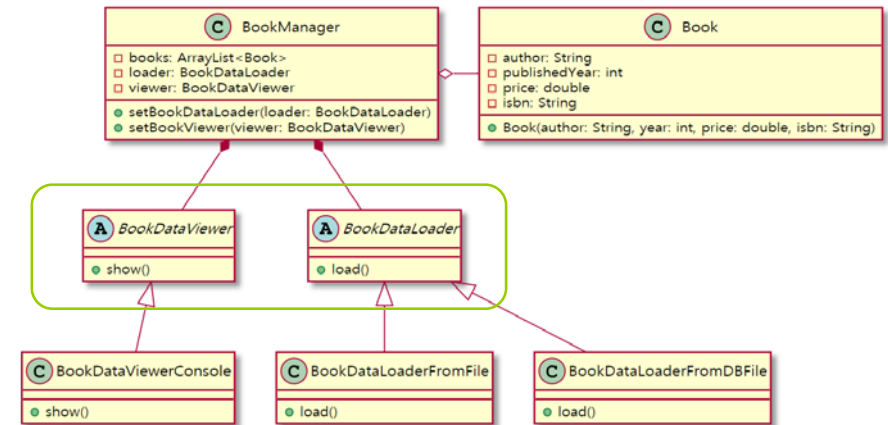 C BookManager
books: ArrayList<Book>
loader: BookDataLoader
viewer: BookDataViewer
setBookDataLoader(loader: BookDataLoader)
setBookViewer(viewer: BookDataViewer)
C Book
author: String
publishedYear: int
price: double
isbn: String
Book(author: String, year: int, price: double, isbn: String)
A BookDataViewer
show()
A BookDataLoader
load()
C BookDataViewerConsole
show()
C BookDataLoaderFromFile
load()
C BookDataLoaderFromDBFile
load()